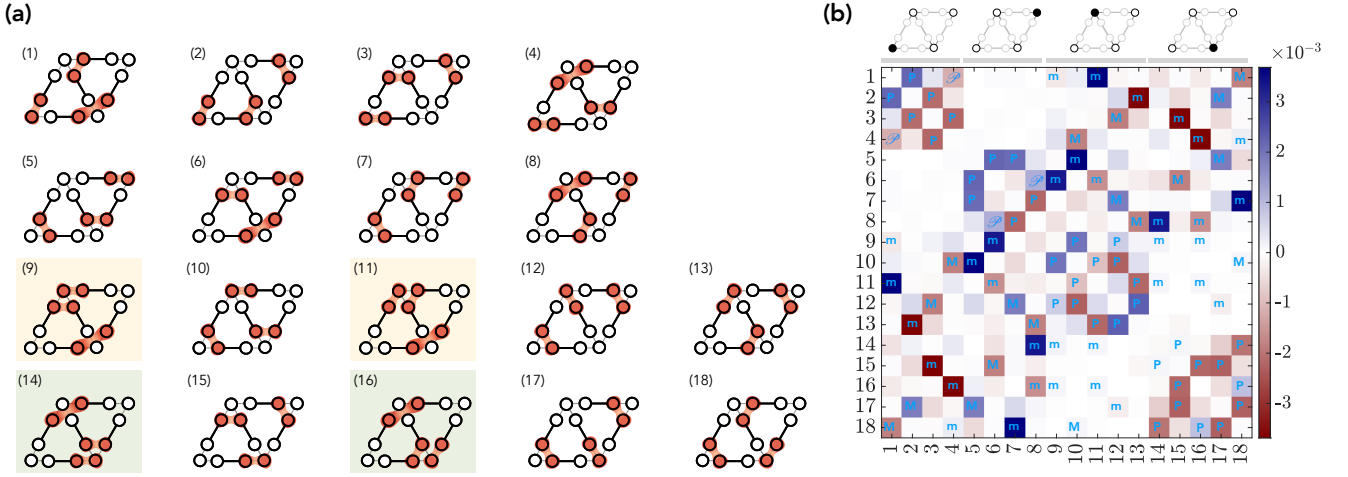 (a)
(1) (2) (3) (4)
(5) (6) (7) (8)
(9) (10) (11) (12) (13)
(14) (15) (16) (17) (18)
(b)
×10⁻³
1 P 𝒫 m m M
2 P P m M
3 P P M m
4 𝒫 P M m m
5 P P m M
6 P 𝒫 m m M
7 P P M m
8 𝒫 P M m m
9 m m P P m m
10 M m P P P M
11 m m P P m m
12 M M P P P m
13 m M P P
14 m m m P P
15 m M P P P
16 m m m m P P
17 M M m P P
18 M m m M P P P
1 2 3 4 5 6 7 8 9 10 11 12 13 14 15 16 17 18
3
2
1
0
-1
-2
-3